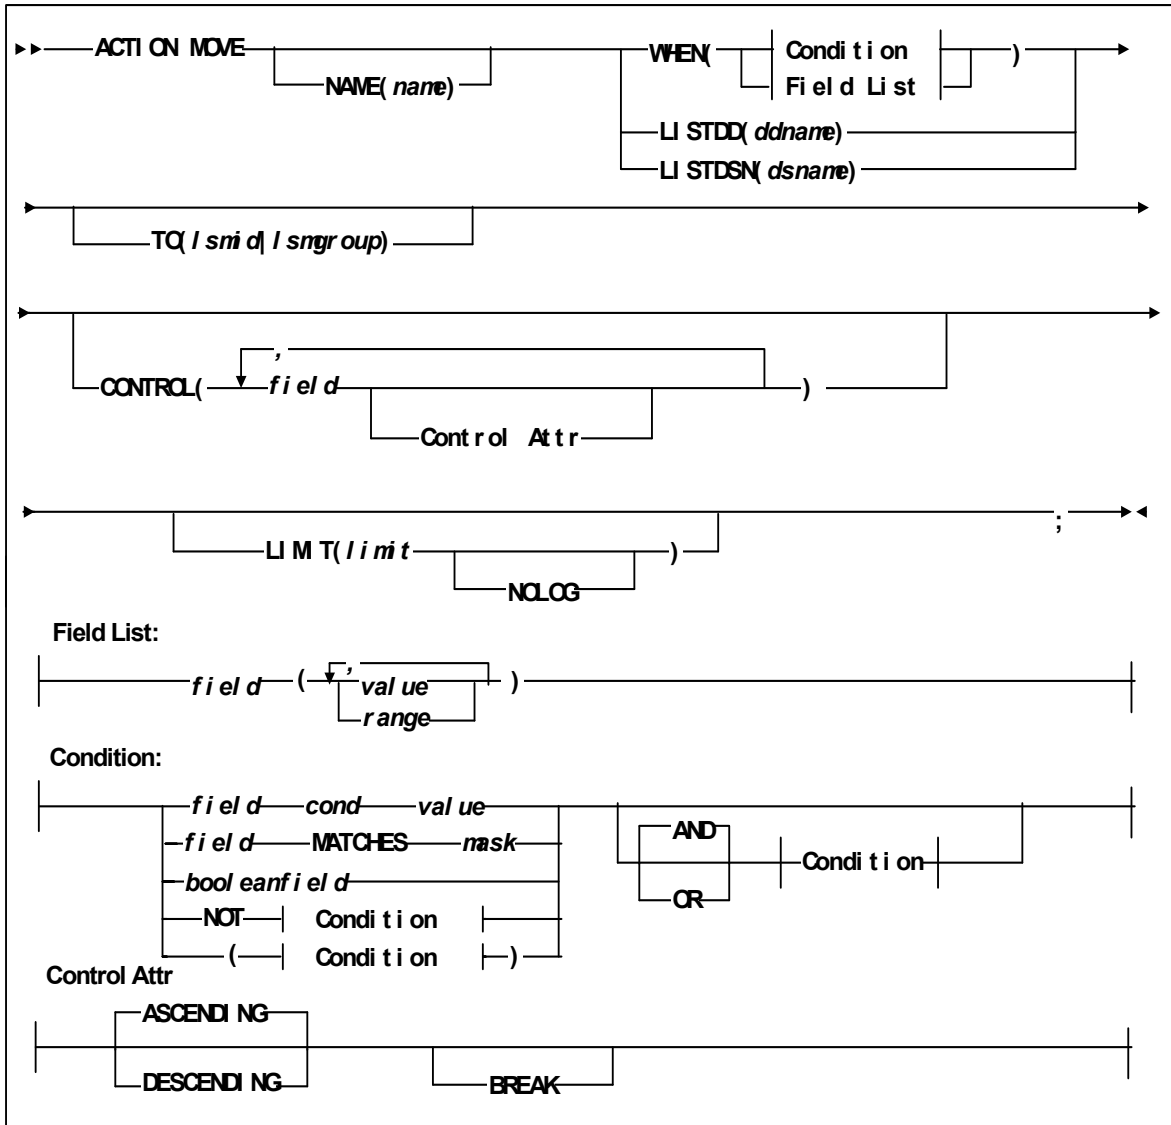 ACTION MOVE WHEN( Condition )
NAME(name) Field List
LISTDD(ddname)
LISTDSN(dsname)
TO(lsmid|lsmgroup)
,
CONTROL( field )
Control Attr
LIMIT(limit ) ;
NOLOG
Field List:
,
field ( value )
range
Condition:
field cond value
field MATCHES mask
booleanfield
NOT Condition
( Condition )
AND
Condition
OR
Control Attr
ASCENDING
DESCENDING
BREAK